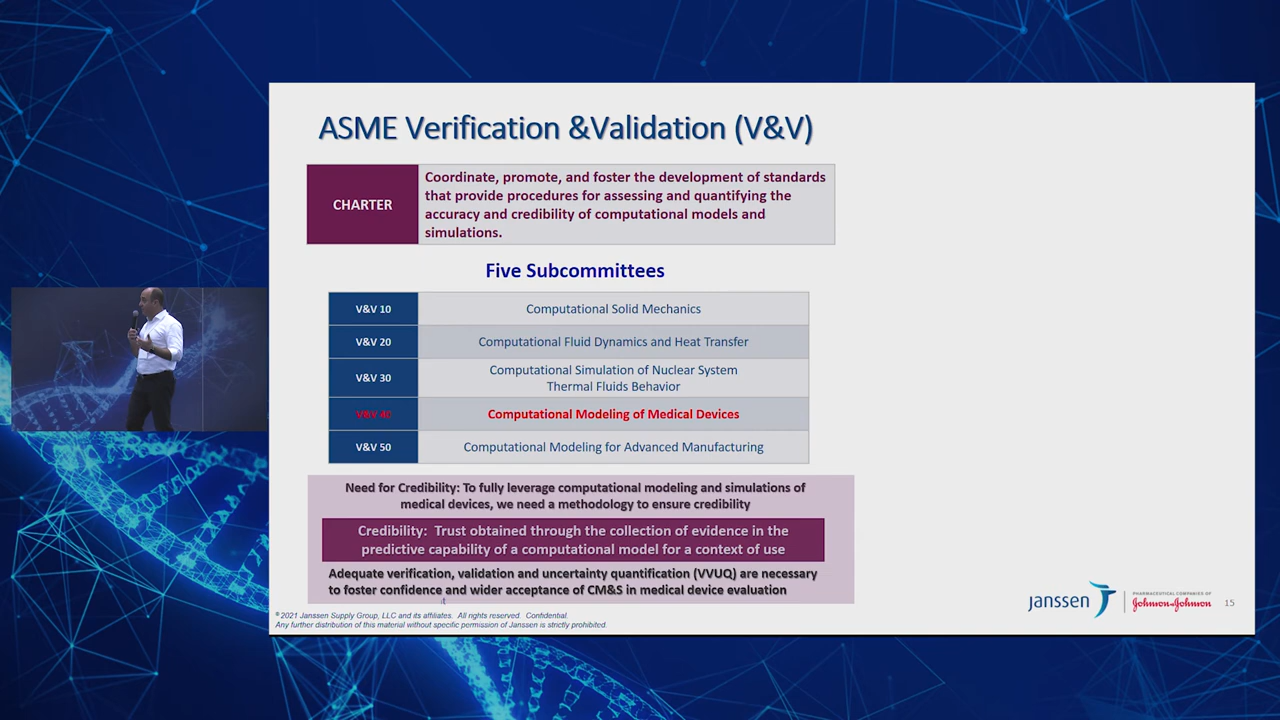 ASME Verification &Validation (V&V)
CHARTER
Coordinate, promote, and foster the development of standards
that provide procedures for assessing and quantifying the
accuracy and credibility of computational models and
simulations.
Five Subcommittees
V&V 10
Computational Solid Mechanics
V&V 20
Computational Fluid Dynamics and Heat Transfer
V&V 30
Computational Simulation of Nuclear System
Thermal Fluids Behavior
V&V 40
Computational Modeling of Medical Devices
V&V 50
Computational Modeling for Advanced Manufacturing
Need for Credibility: To fully leverage computational modeling and simulations of
medical devices, we need a methodology to ensure credibility
Credibility: Trust obtained through the collection of evidence in the
predictive capability of a computational model for a context of use
Adequate verification, validation and uncertainty quantification (VVUQ) are necessary
to foster confidence and wider acceptance of CM&S in medical device evaluation
® 2021 Janssen Supply Group, LLC and its affiliates. All rights reserved. Confidential.
Any further distribution of this material without specific permission of Janssen is strictly prohibited.
janssen
PHARMACEUTICAL COMPANIES OF
Johnson & Johnson
15